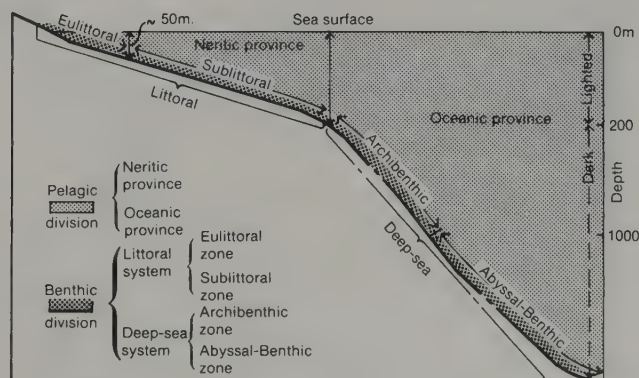 Eulittoral
~ 50m.
Sea surface
0m
Neritic province
Sublittoral
Littoral
Lighted
Oceanic province
200
Archibenthic
Dark
Depth
Deep-sea
1000
Abyssal-Benthic
Pelagic
division
Neritic
province
Oceanic
province
Benthic
division
Littoral
system
Eulittoral
zone
Sublittoral
zone
Deep-sea
system
Archibenthic
zone
Abyssal-Benthic
zone